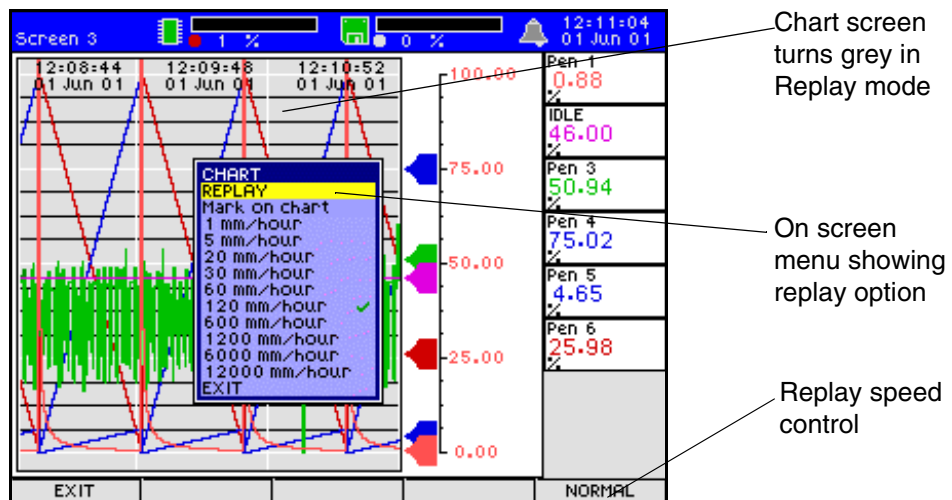 Screen 3
1 %
0 %
12:11:04
01 Jun 01
12:08:44
01 Jun 01
12:09:48
01 Jun 01
12:10:52
01 Jun 01
100.00
75.00
50.00
25.00
0.00
CHART
REPLAY
Mark on chart
1 mm/hour
5 mm/hour
20 mm/hour
30 mm/hour
60 mm/hour
120 mm/hour
600 mm/hour
1200 mm/hour
6000 mm/hour
12000 mm/hour
EXIT
Pen 1
0.88
%
IDLE
46.00
%
Pen 3
50.94
%
Pen 4
75.02
%
Pen 5
4.65
%
Pen 6
25.98
%
EXIT
NORMAL
Chart screen
turns grey in
Replay mode
On screen
menu showing
replay option
Replay speed
control